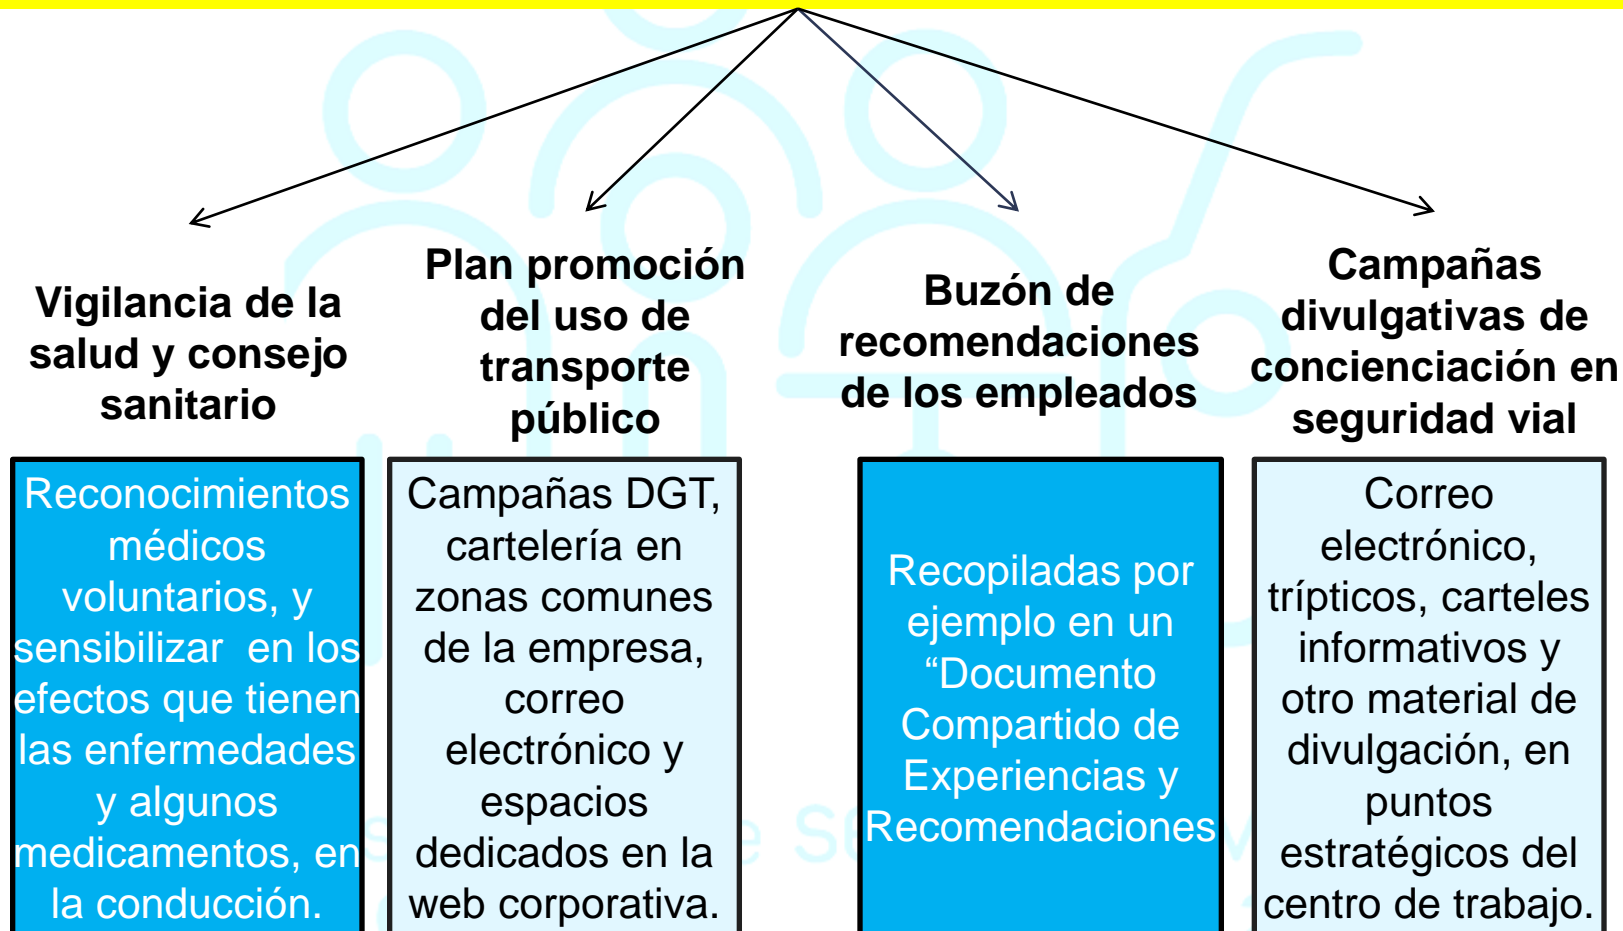 Vigilancia de la
salud y consejo
sanitario
Reconocimientos
médicos
voluntarios, y
sensibilizar en los
efectos que tienen
las enfermedades
y algunos
medicamentos, en
la conducción.
Plan promoción
del uso de
transporte
público
Campañas DGT,
cartelería en
zonas comunes
de la empresa,
correo
electrónico y
espacios
dedicados en la
web corporativa.
Buzón de
recomendaciones
de los empleados
Recopiladas por
ejemplo en un
“Documento
Compartido de
Experiencias y
Recomendaciones
Campañas
divulgativas de
concienciación en
seguridad vial
Correo
electrónico,
trípticos, carteles
informativos y
otro material de
divulgación, en
puntos
estratégicos del
centro de trabajo.